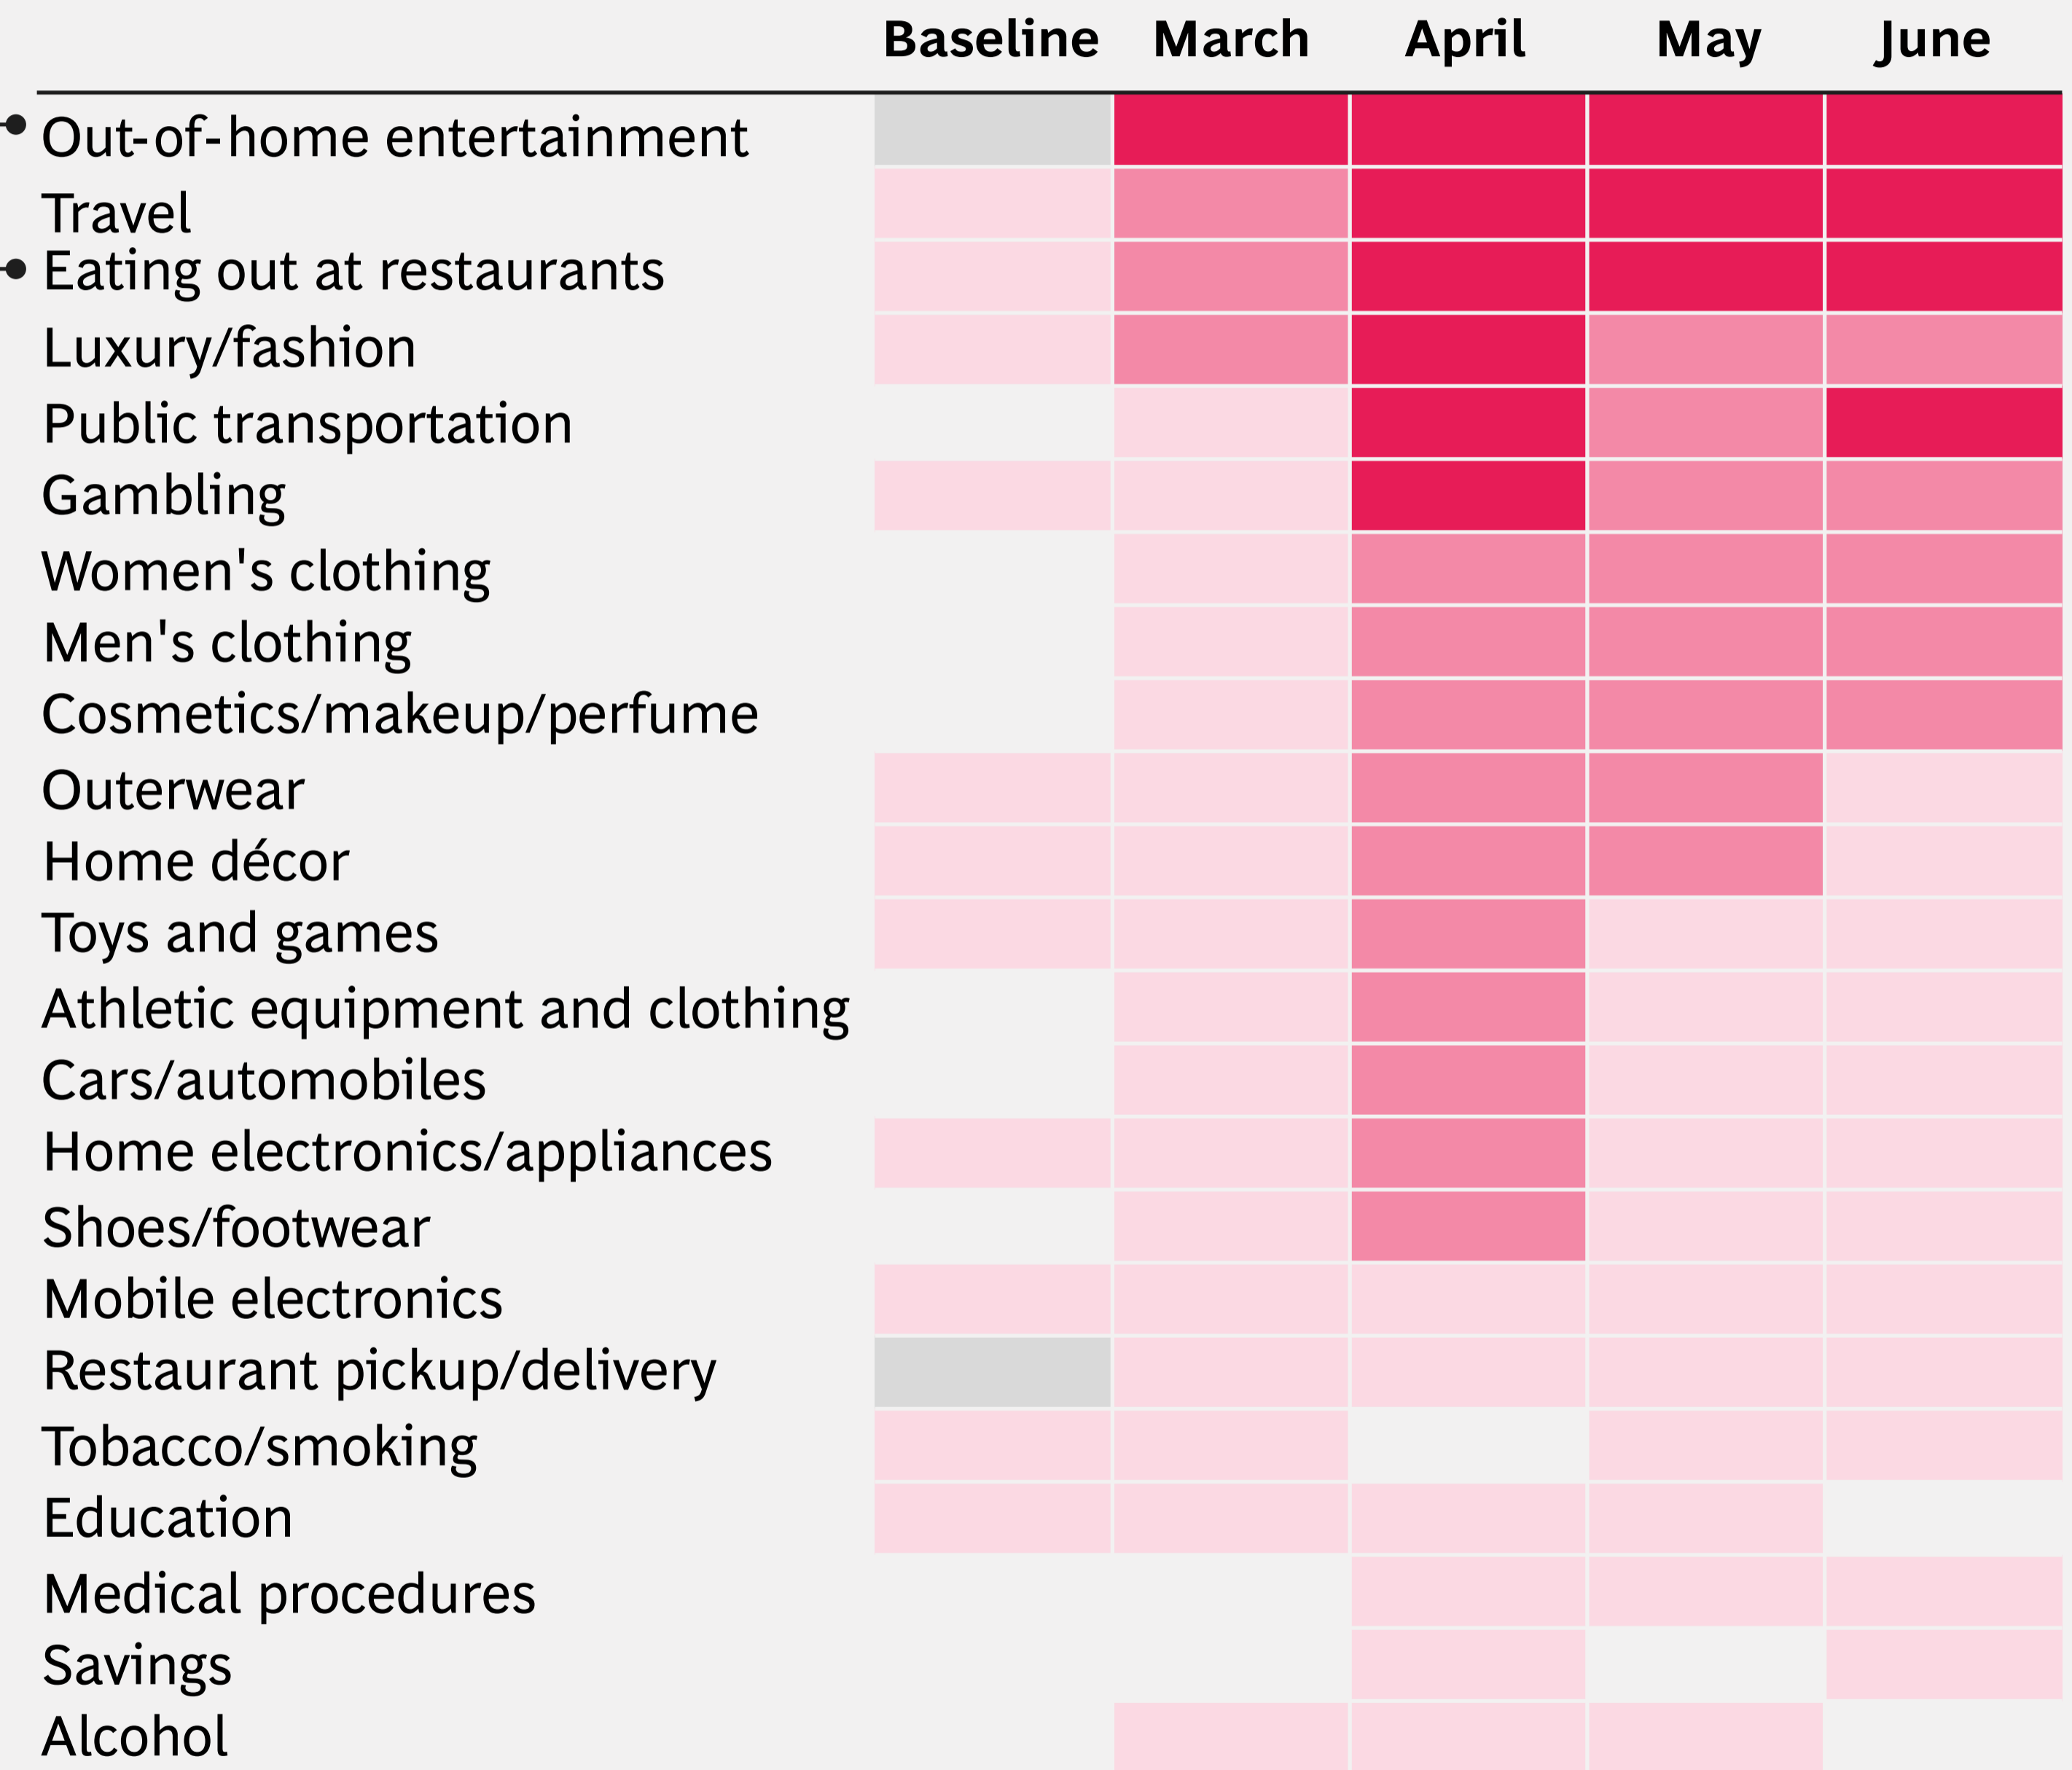 Baseline March April May June
Out-of-home entertainment
Travel
Eating out at restaurants
Luxury/fashion
Public transportation
Gambling
Women's clothing
Men's clothing
Cosmetics/makeup/perfume
Outerwear
Home décor
Toys and games
Athletic equipment and clothing
Cars/automobiles
Home electronics/appliances
Shoes/footwear
Mobile electronics
Restaurant pickup/delivery
Tobacco/smoking
Education
Medical procedures
Savings
Alcohol